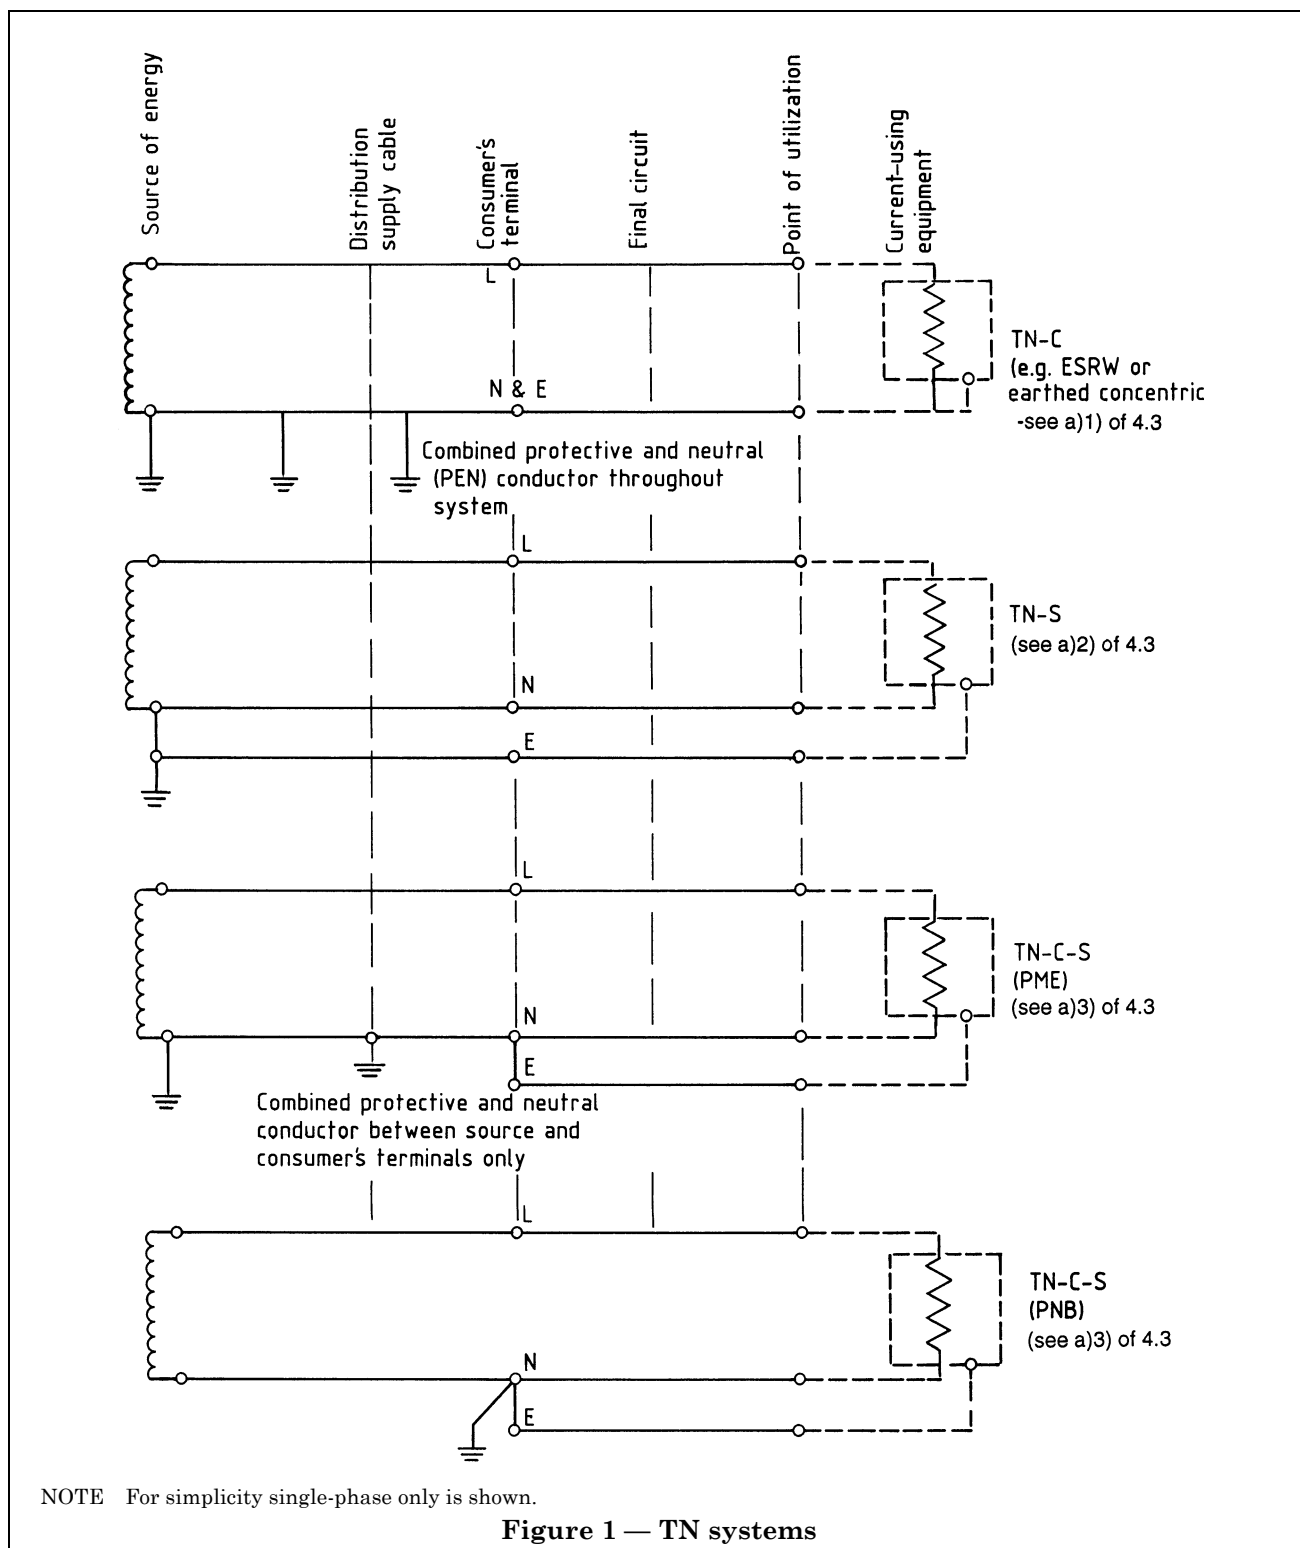 Source of energy
Distribution
supply cable
Consumer's
terminal
Final circuit
Point of utilization
Current-using
equipment
L
N & E
TN-C
(e.g. ESRW or
earthed concentric
-see a)1) of 4.3
Combined protective and neutral
(PEN) conductor throughout
system
L
N
E
TN-S
(see a)2) of 4.3
L
N
E
TN-C-S
(PME)
(see a)3) of 4.3
Combined protective and neutral
conductor between source and
consumer's terminals only
L
N
E
TN-C-S
(PNB)
(see a)3) of 4.3
NOTE For simplicity single-phase only is shown.
Figure 1 — TN systems